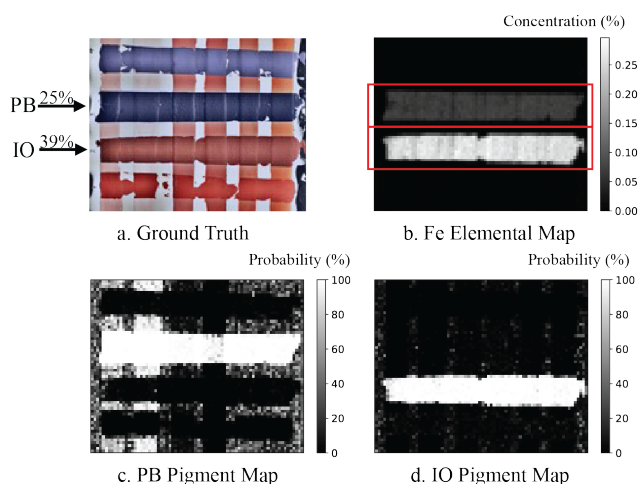 Concentration (%)
PB 25%
IO 39%
0.25
0.20
0.15
0.10
0.05
0.00
a. Ground Truth
b. Fe Elemental Map
Probability (%)
Probability (%)
100
80
60
40
20
0
100
80
60
40
20
0
c. PB Pigment Map
d. IO Pigment Map